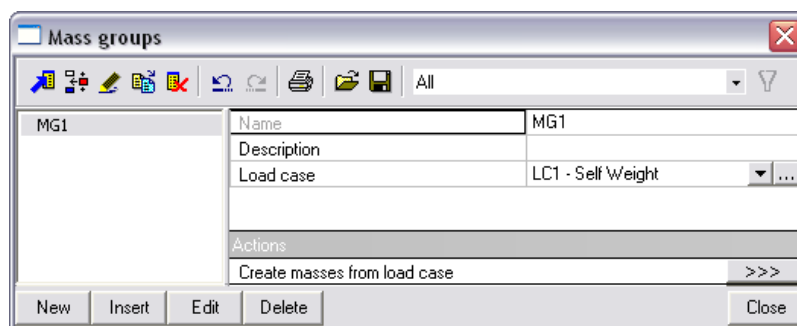 Mass groups
All
MG1
Name MG1
Description
Load case LC1 - Self Weight ...
Actions
Create masses from load case >>>
New Insert Edit Delete Close